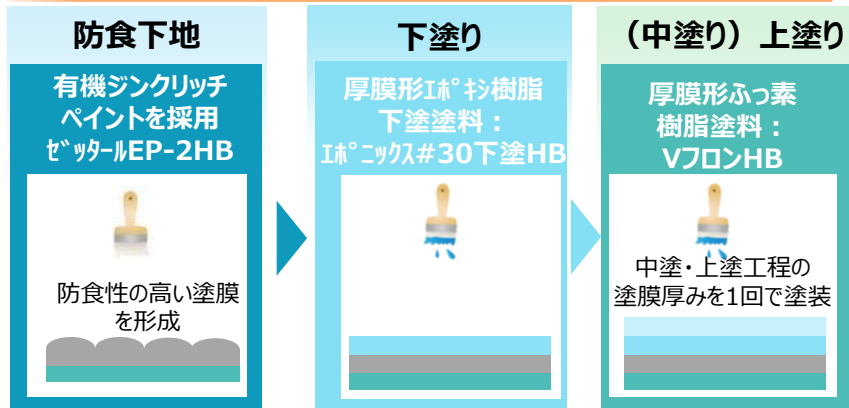 防食下地
有機ジンクリッチ
ペイントを採用
ｾﾞｯﾀｰﾙEP-2HB
防食性の高い塗膜
を形成
下塗り
厚膜形ｴﾎﾟｷｼ樹脂
下塗塗料：
ｴﾎﾟﾆｯｸｽ#30下塗HB
（中塗り）上塗り
厚膜形ふっ素
樹脂塗料：
VフロンHB
中塗・上塗工程の
塗膜厚みを1回で塗装